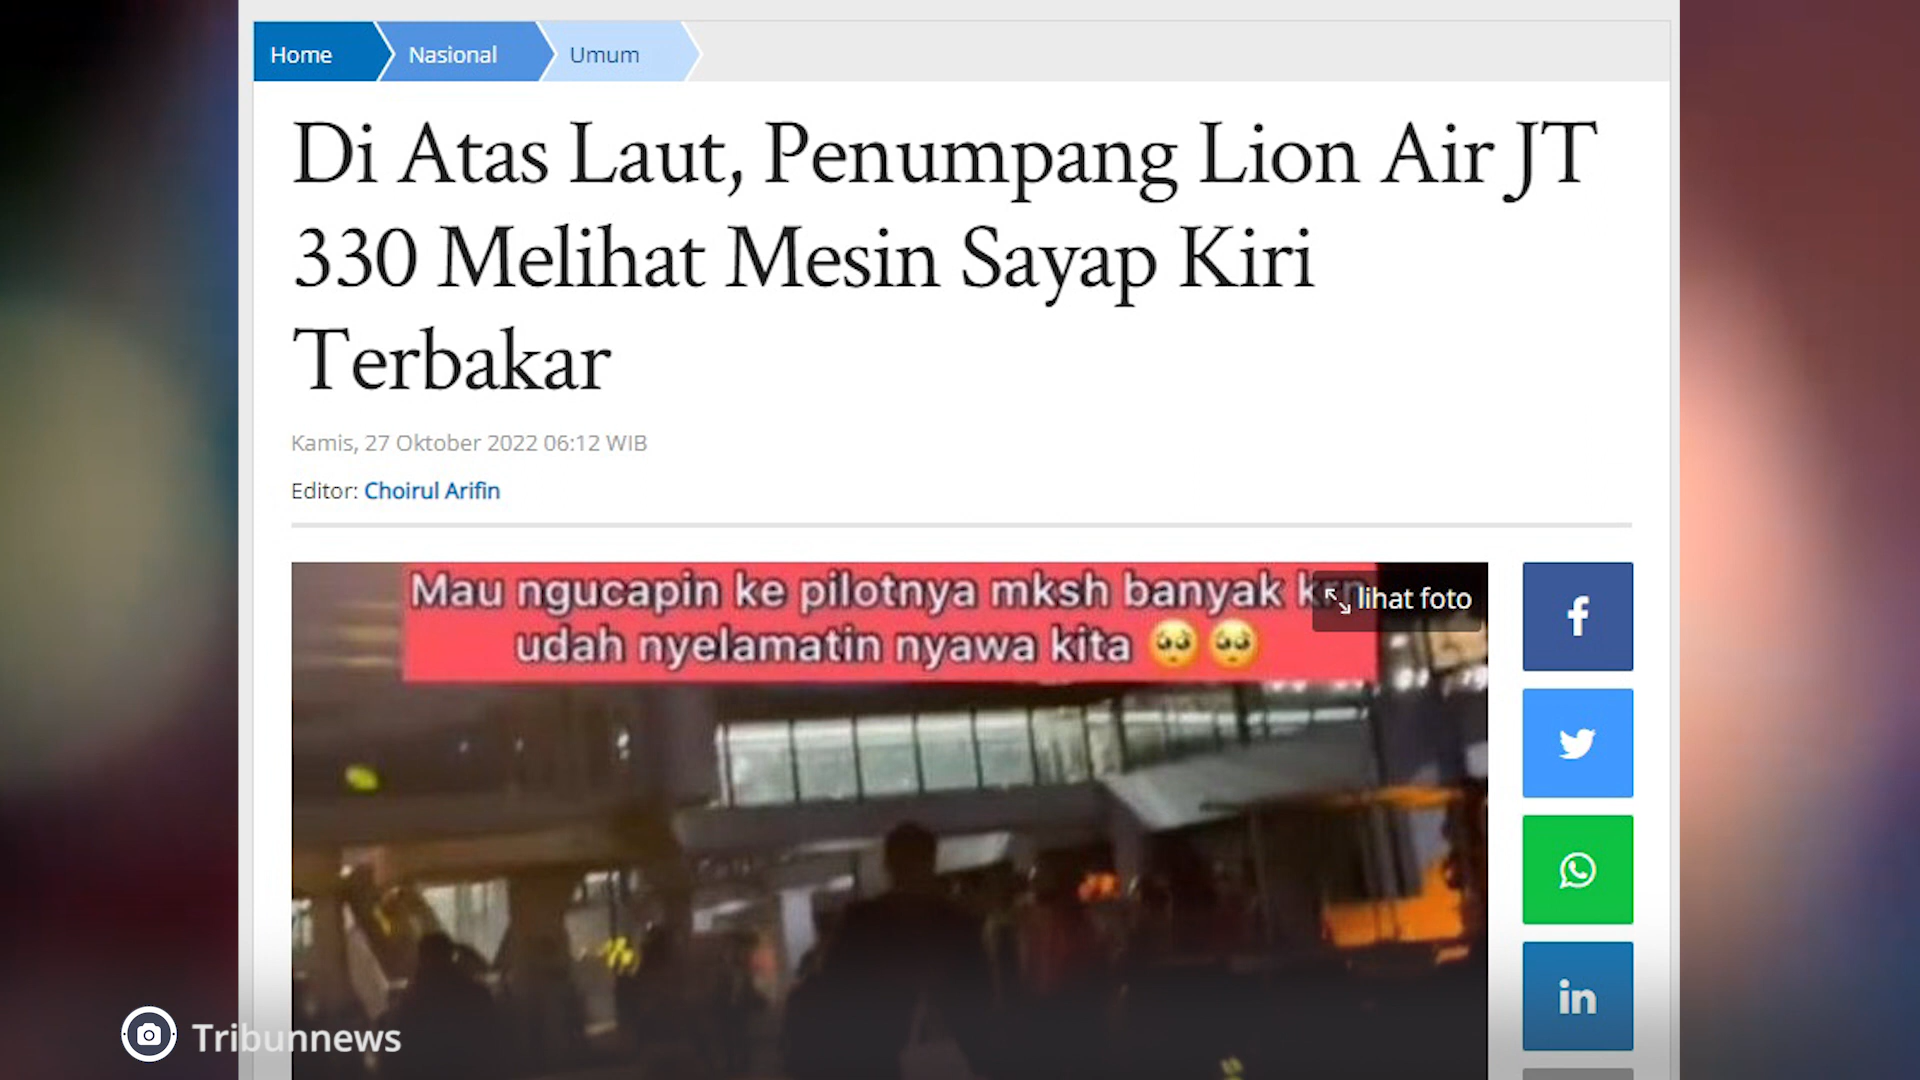 Home Nasional Umum
Di Atas Laut, Penumpang Lion Air JT
330 Melihat Mesin Sayap Kiri
Terbakar
Kamis, 27 Oktober 2022 06:12 WIB
Editor: Choirul Arifin
Mau ngucapin ke pilotnya mksh banyak krn
lihat foto
udah nyelamatin nyawa kita 🥺🥺
Tribunnews